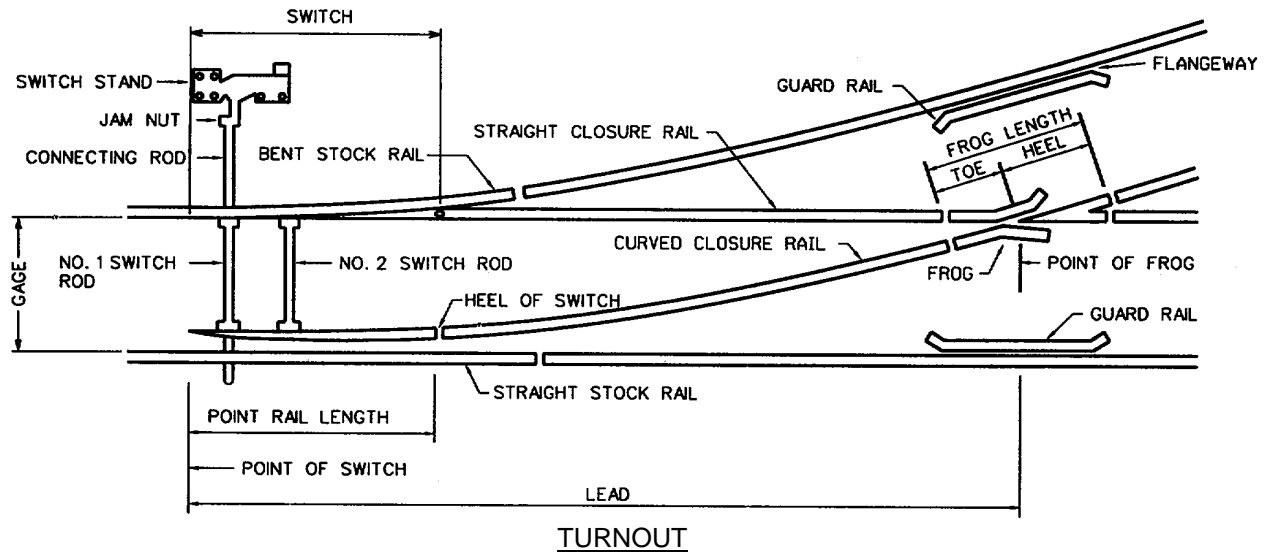 SWITCH
SWITCH STAND
JAM NUT
CONNECTING ROD
BENT STOCK RAIL
STRAIGHT CLOSURE RAIL
GUARD RAIL
FLANGEWAY
FROG LENGTH
TOE
HEEL
GAGE
NO. 1 SWITCH
ROD
NO. 2 SWITCH ROD
HEEL OF SWITCH
CURVED CLOSURE RAIL
FROG
POINT OF FROG
GUARD RAIL
STRAIGHT STOCK RAIL
POINT RAIL LENGTH
POINT OF SWITCH
LEAD
TURNOUT